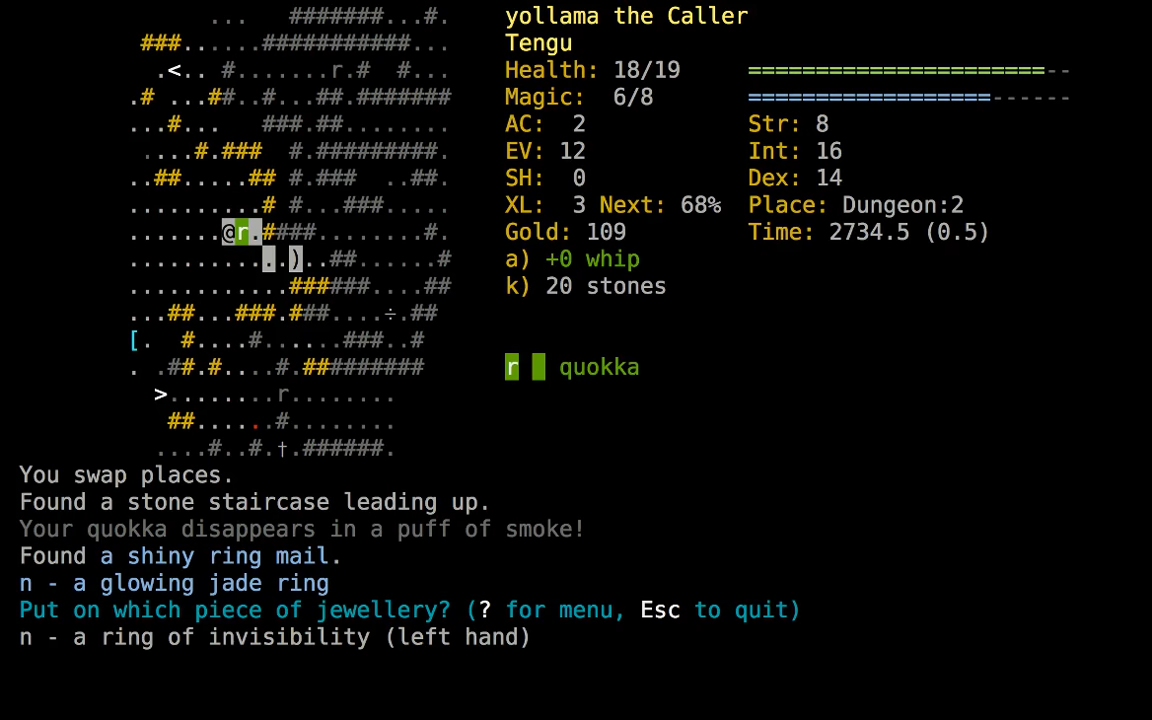 ...   #######...#.   yollama the Caller
   ###......###########...   Tengu
    .<.. #.......r.#  #...   Health: 18/19   ======================--
  .# ...##..#...##.#######   Magic:  6/8     ==================------
  ...#...   ###.##........   AC:  2            Str: 8
   ....#.###  #.#########.   EV: 12            Int: 16
  ..##.....## #.###  ..##.   SH:  0            Dex: 14
  ..........# #...###.....   XL:  3 Next: 68%  Place: Dungeon:2
  .......@r.####.........#.   Gold: 109         Time: 2734.5 (0.5)
  ............)..##......#   a) +0 whip
  ............######....##   k) 20 stones
  ...##...###.###....÷.##
  [.  #....#......###..#
  . .##.#....#.##.#######   r   quokka
    >........r........
     ##.....#........
    ....#..#.†.######.
You swap places.
Found a stone staircase leading up.
Your quokka disappears in a puff of smoke!
Found a shiny ring mail.
n - a glowing jade ring
Put on which piece of jewellery? (? for menu, Esc to quit)
n - a ring of invisibility (left hand)